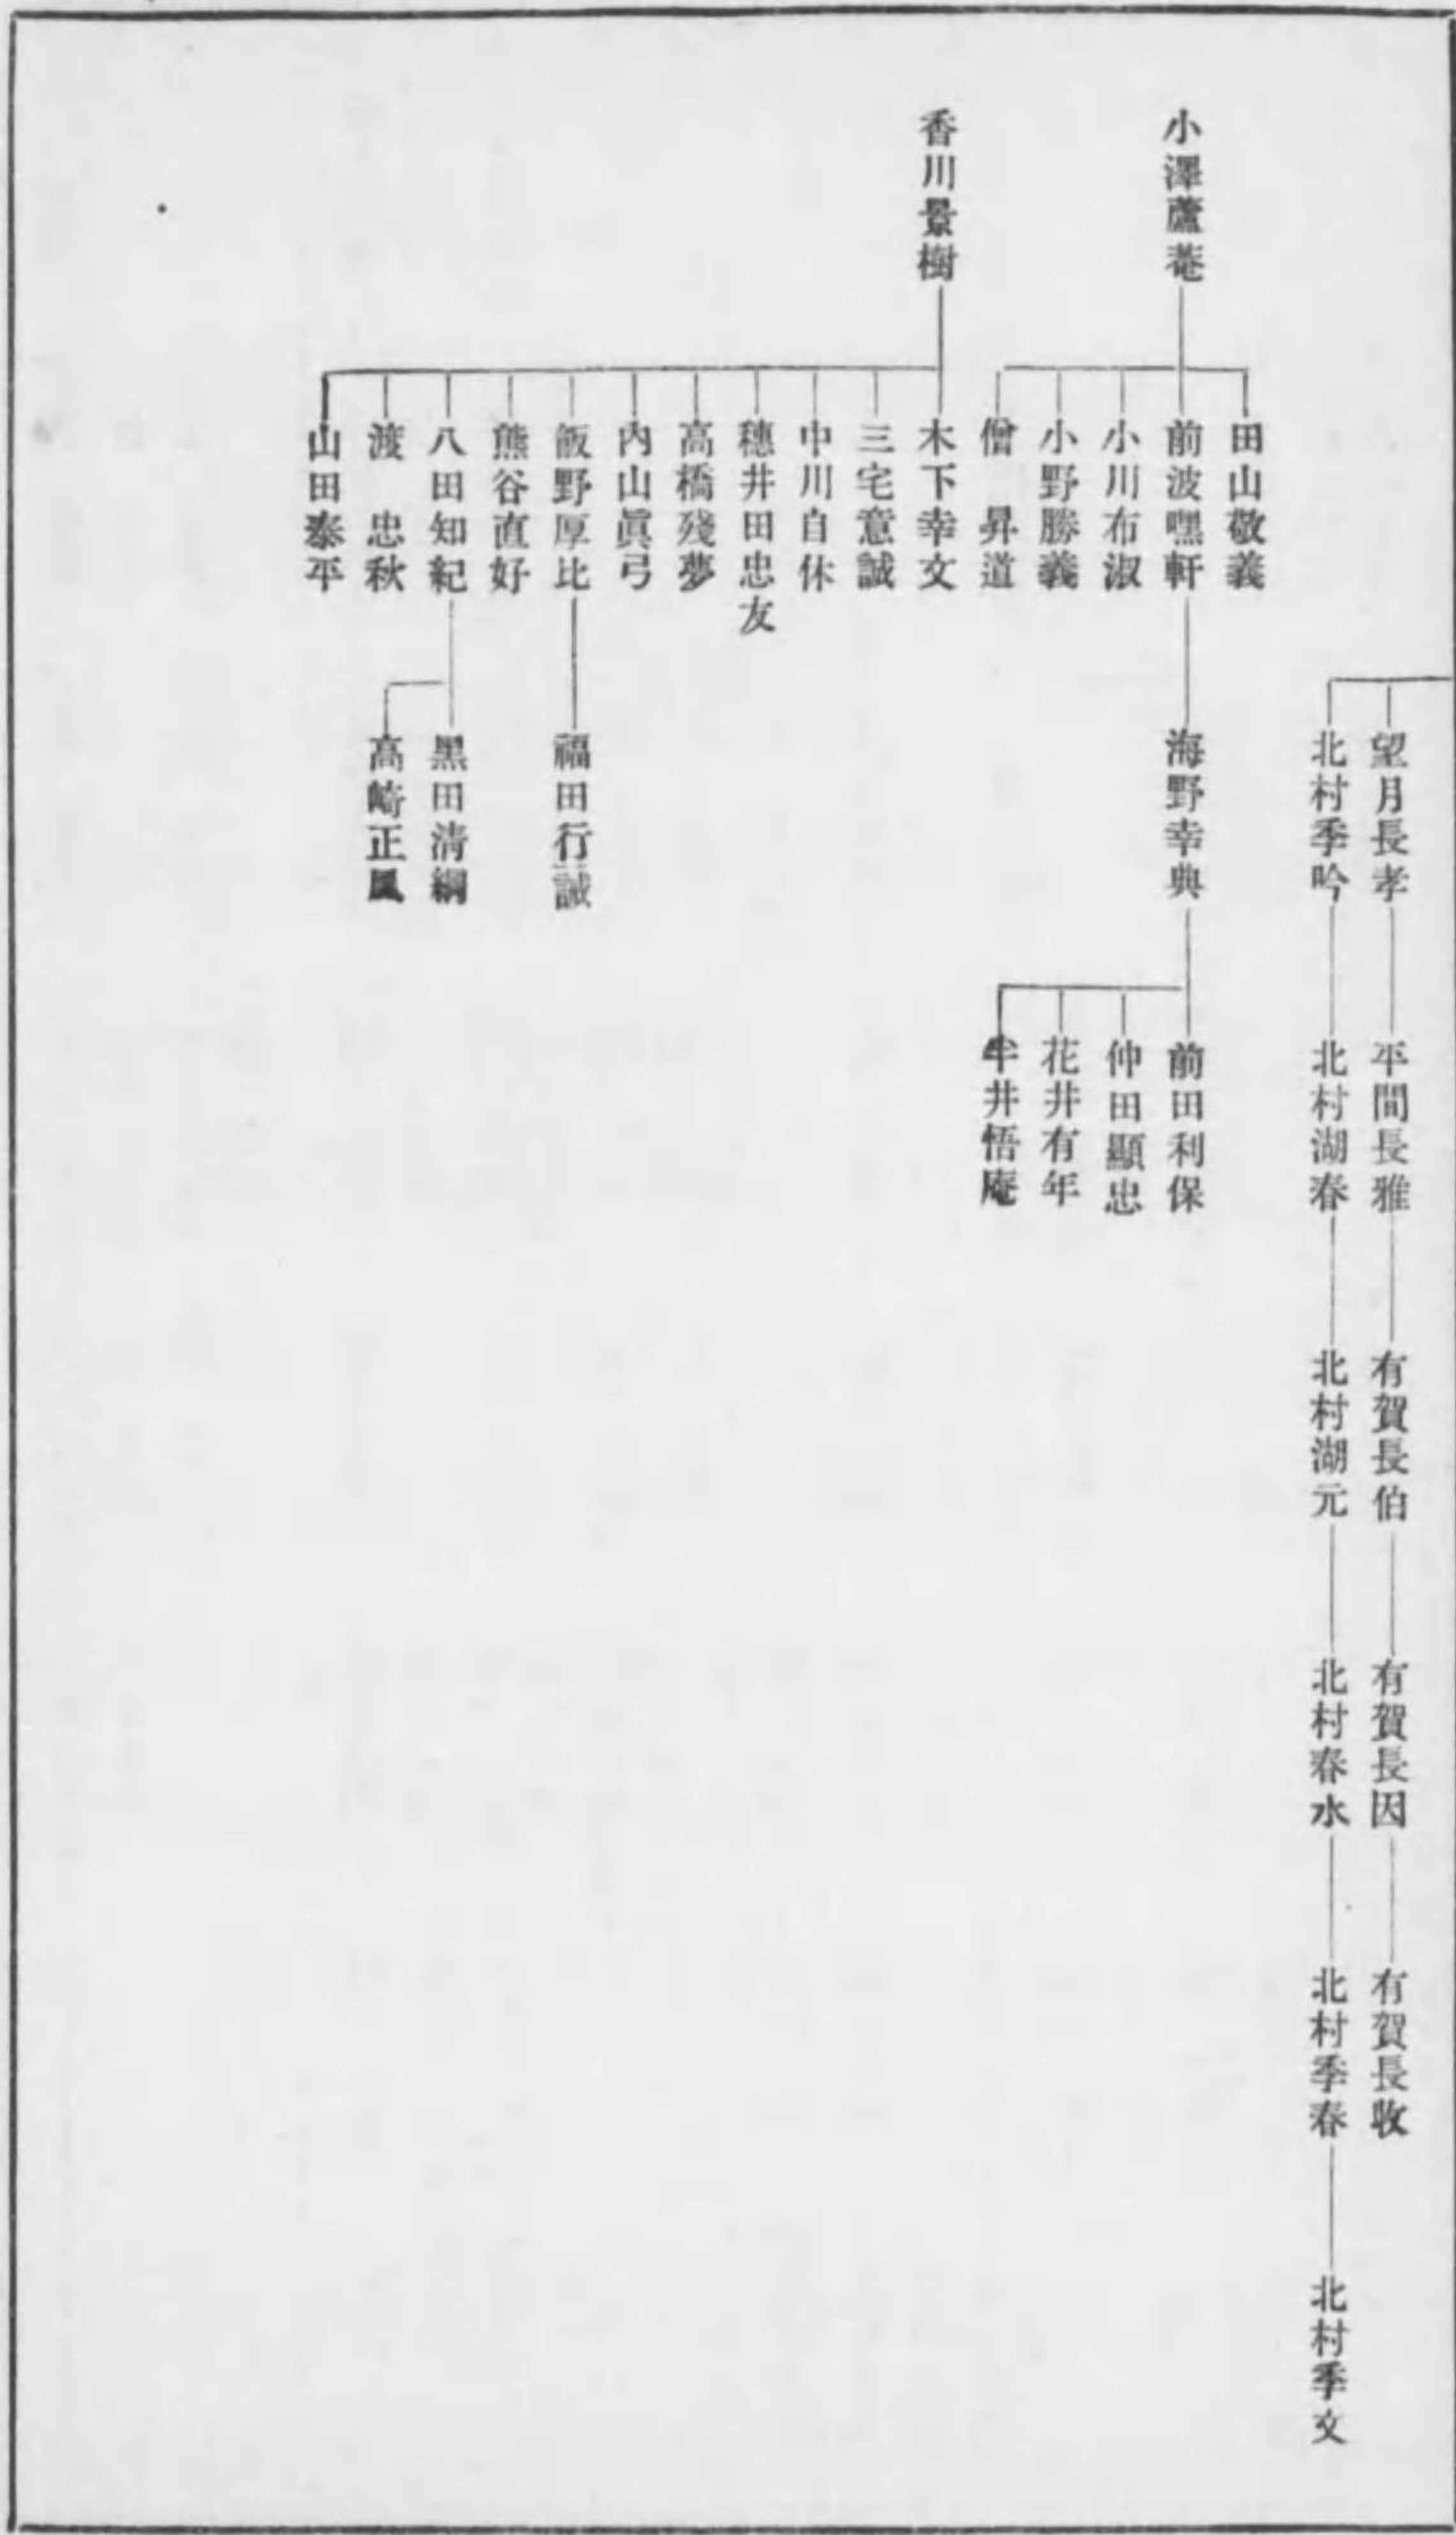 望月長孝
平間長雅
有賀長伯
有賀長因
有賀長收
北村季吟
北村湖春
北村湖元
北村春水
北村季春
北村季文
小澤蘆菴
田山敬義
前波嘿軒
海野幸典
前田利保
仲田顯忠
花井有年
半井悟庵
小川布淑
小野勝義
僧 昇道
香川景樹
木下幸文
三宅意誠
中川自休
穗井田忠友
高橋殘夢
內山眞弓
飯野厚比
福田行誡
熊谷直好
八田知紀
黑田淸綱
高崎正風
渡 忠秋
山田泰平